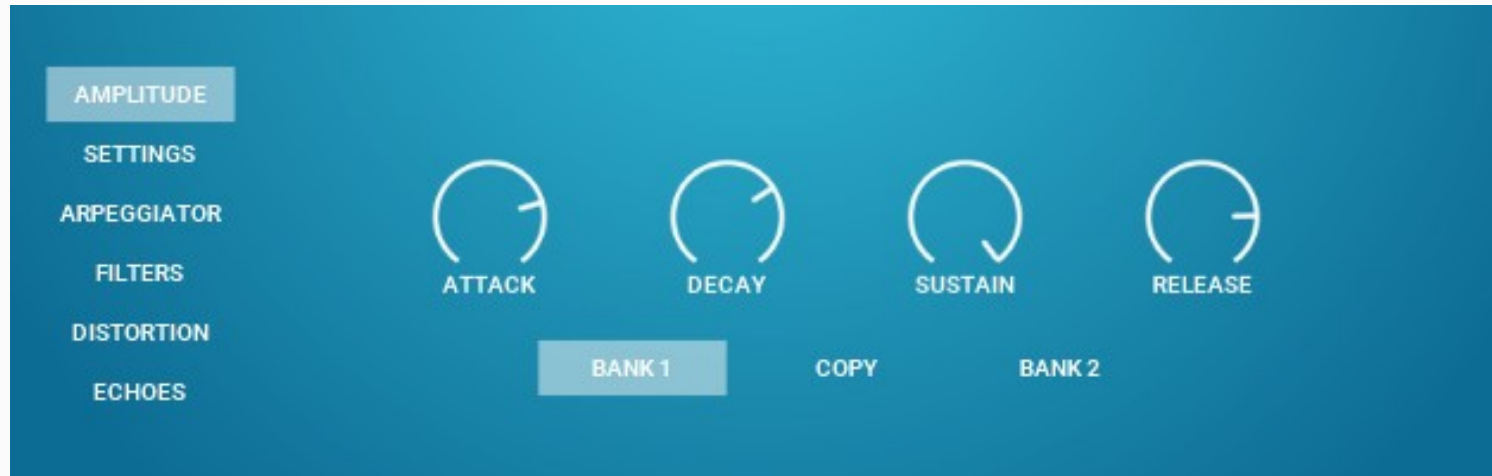 AMPLITUDE
SETTINGS
ARPEGGIATOR
FILTERS
DISTORTION
ECHOES
ATTACK DECAY SUSTAIN RELEASE
BANK 1 COPY BANK 2